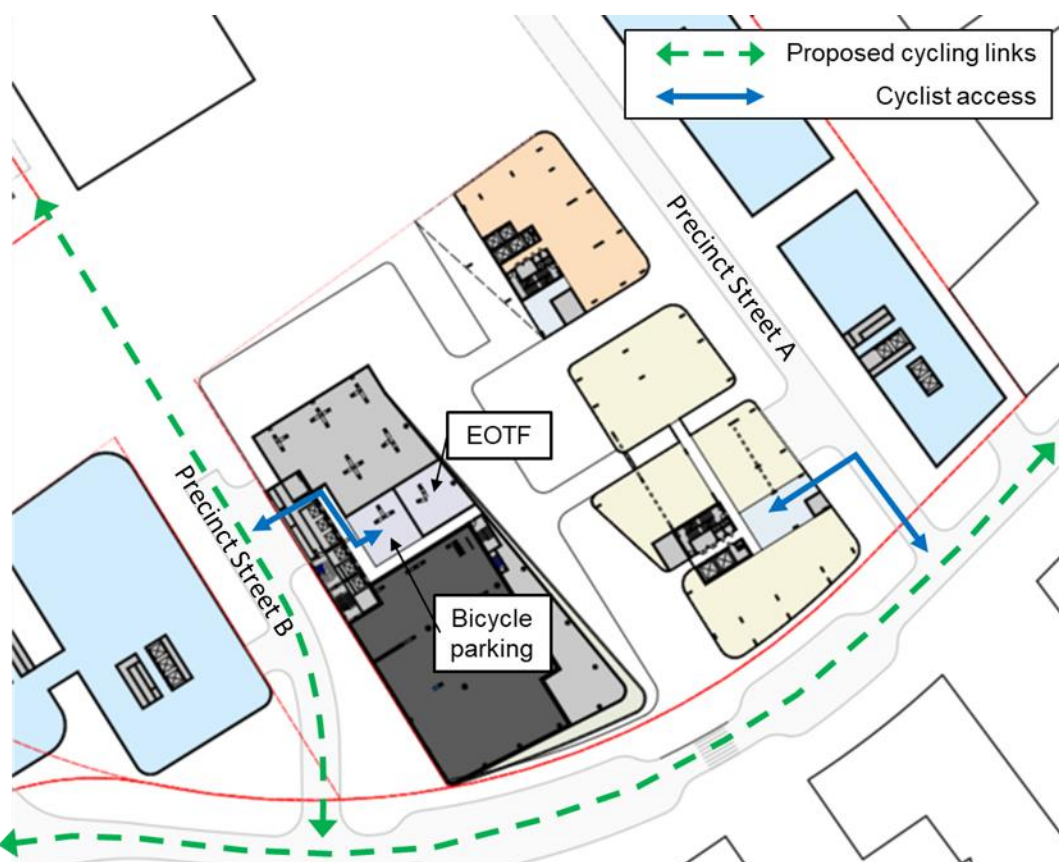 Proposed cycling links
Cyclist access
Precinct Street A
EOTF
Precinct Street B
Bicycle
parking